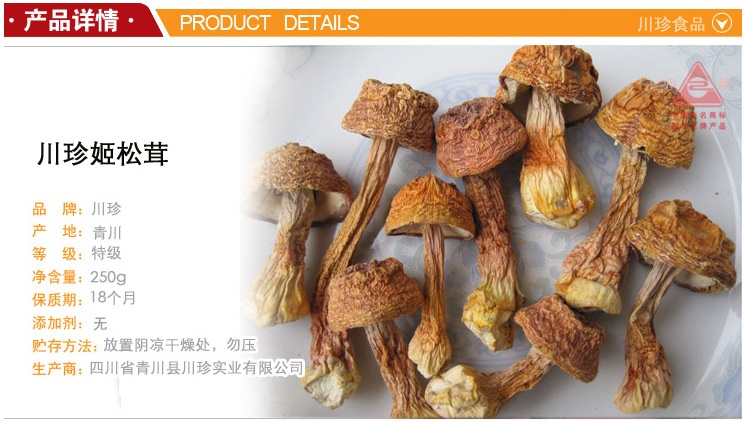 ·产品详情·
PRODUCT DETAILS
川珍食品
川珍姬松茸
品 牌：川珍
产 地：青川
等 级：特级
净含量：250g
保质期：18个月
添加剂：无
贮存方法：放置阴凉干燥处，勿压
生产商：四川省青川县川珍实业有限公司
川 珍